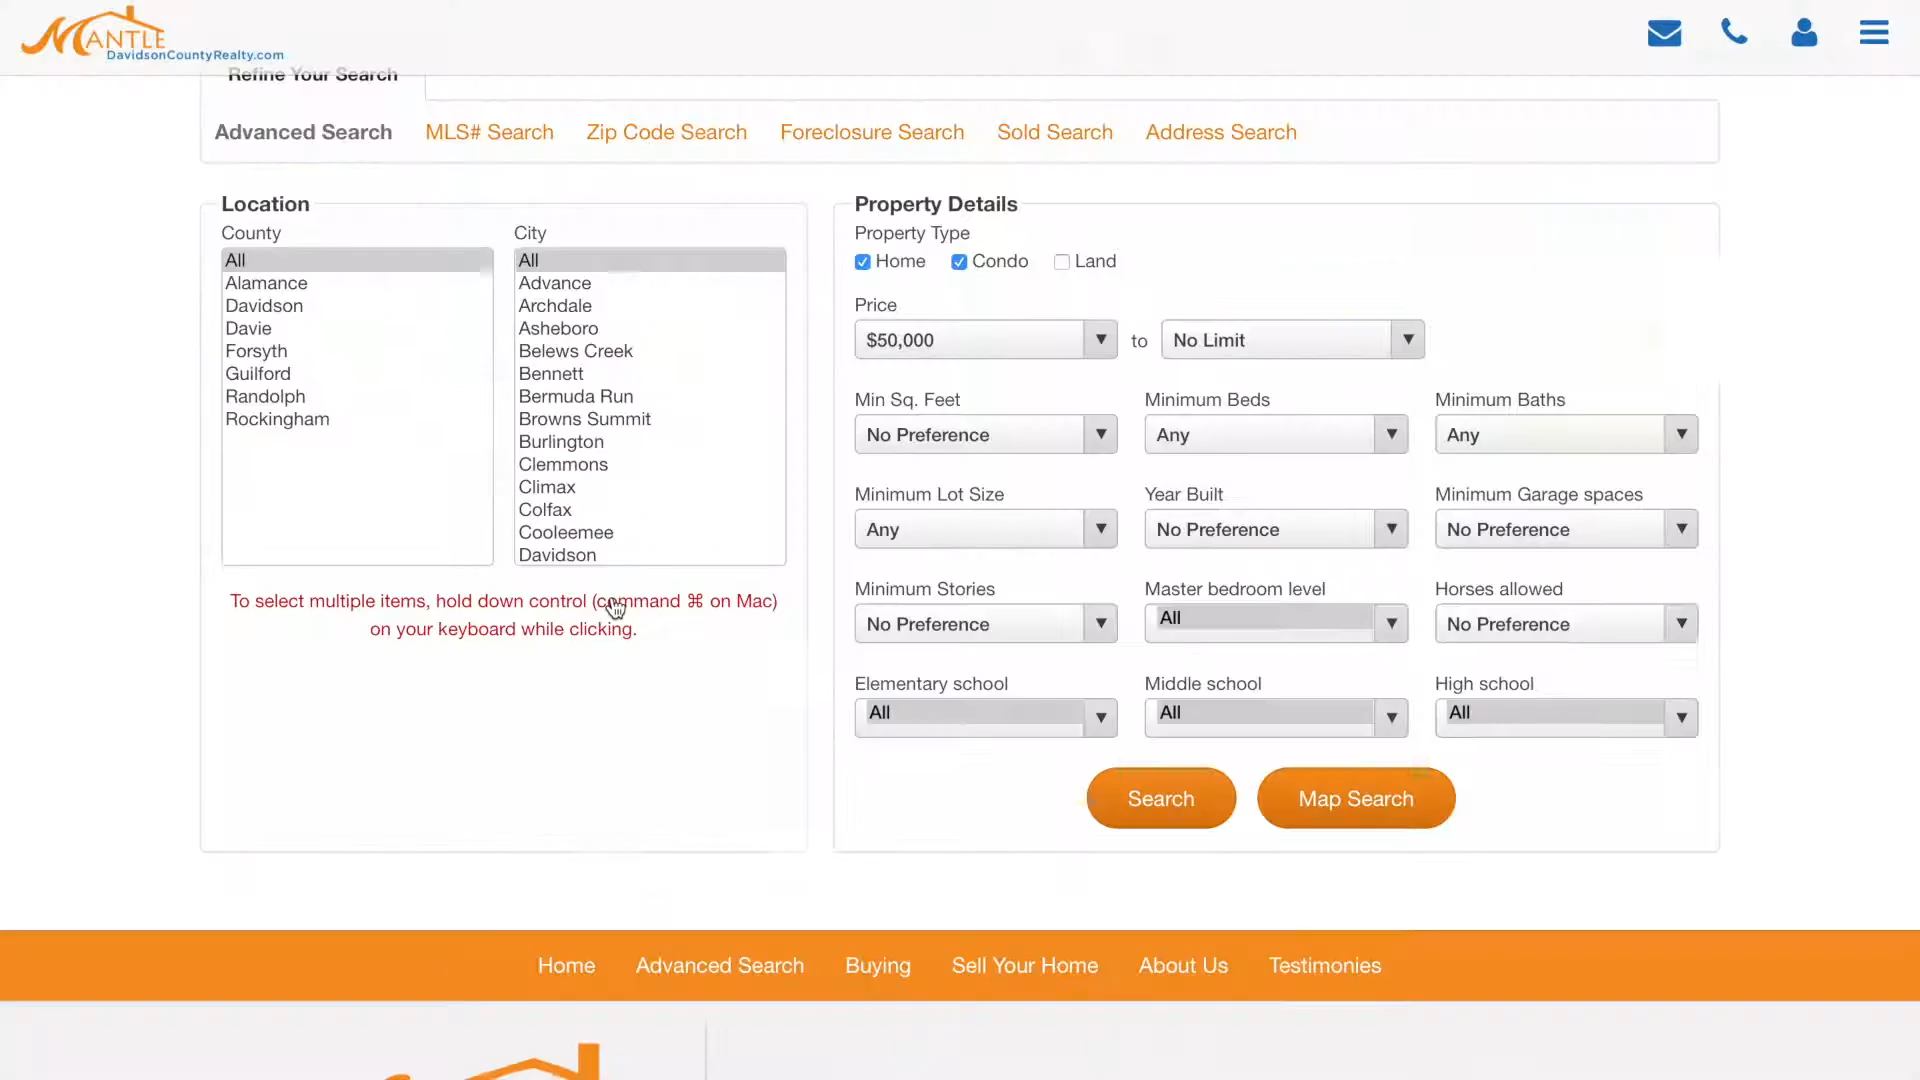 MANTLE
DavidsonCountyRealty.com
Refine Your Search
Advanced Search MLS# Search Zip Code Search Foreclosure Search Sold Search Address Search
Location
County
All
Alamance
Davidson
Davie
Forsyth
Guilford
Randolph
Rockingham
City
All
Advance
Archdale
Asheboro
Belews Creek
Bennett
Bermuda Run
Browns Summit
Burlington
Clemmons
Climax
Colfax
Cooleemee
Davidson
To select multiple items, hold down control (command ⌘ on Mac)
on your keyboard while clicking.
Property Details
Property Type
Home Condo Land
Price
$50,000 to No Limit
Min Sq. Feet Minimum Beds Minimum Baths
No Preference Any Any
Minimum Lot Size Year Built Minimum Garage spaces
Any No Preference No Preference
Minimum Stories Master bedroom level Horses allowed
No Preference All No Preference
Elementary school Middle school High school
All All All
Search Map Search
Home Advanced Search Buying Sell Your Home About Us Testimonies